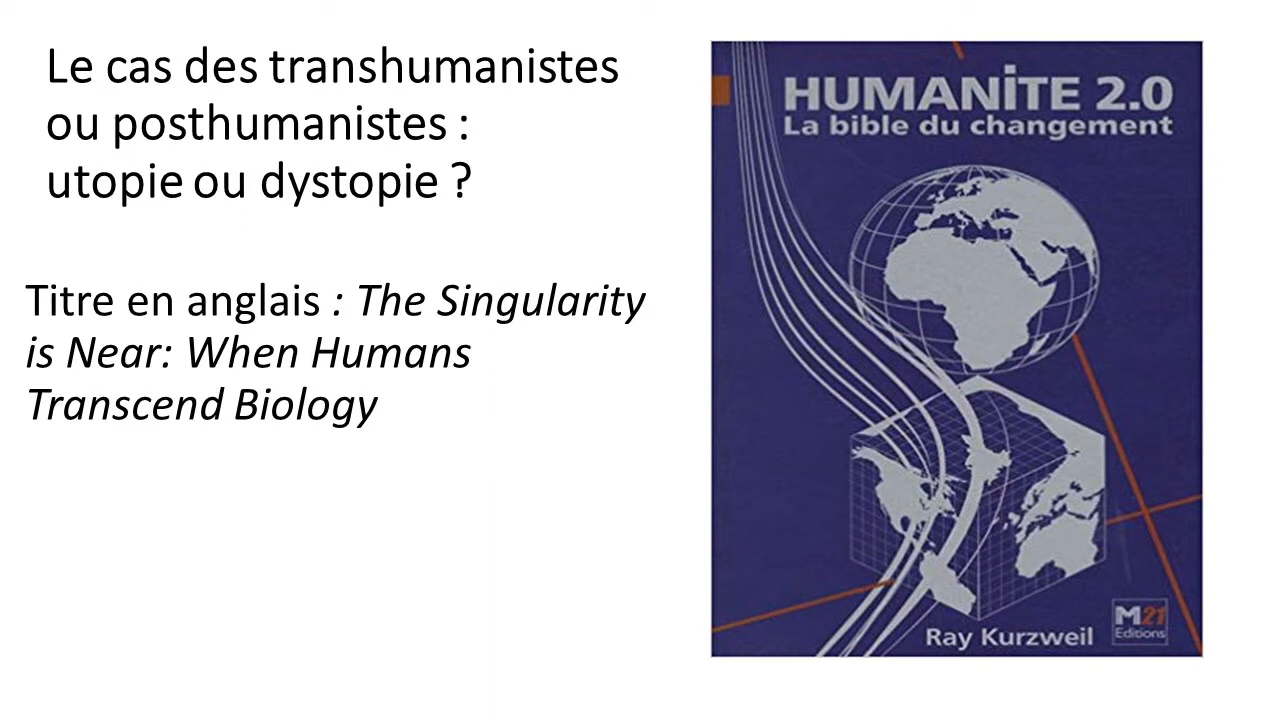 Le cas des transhumanistes
ou posthumanistes :
utopie ou dystopie ?
Titre en anglais : The Singularity
is Near: When Humans
Transcend Biology
HUMANiTE 2.0
La bible du changement
Ray Kurzweil
M21
Editions